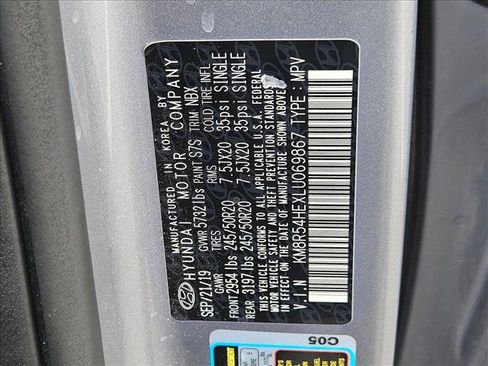 MANUFACTURED IN KOREA BY
HYUNDAI MOTOR COMPANY
SEP/21/19 GVWR 5732 lbs PAINT S7S TRIM NBX
GAWR RIMS COLD TIRE INFL
FRONT 2954 lbs 245/50R20 7.5JX20 35psi SINGLE
REAR 3197 lbs 245/50R20 7.5JX20 35psi SINGLE
THIS VEHICLE CONFORMS TO ALL APPLICABLE U.S.A. FEDERAL
MOTOR VEHICLE SAFETY, BUMPER, AND THEFT PREVENTION STANDARDS
IN EFFECT ON THE DATE OF MANUFACTURE SHOWN ABOVE.
V.I.N : KM8R54HEXLU069867 TYPE : MPV
C05